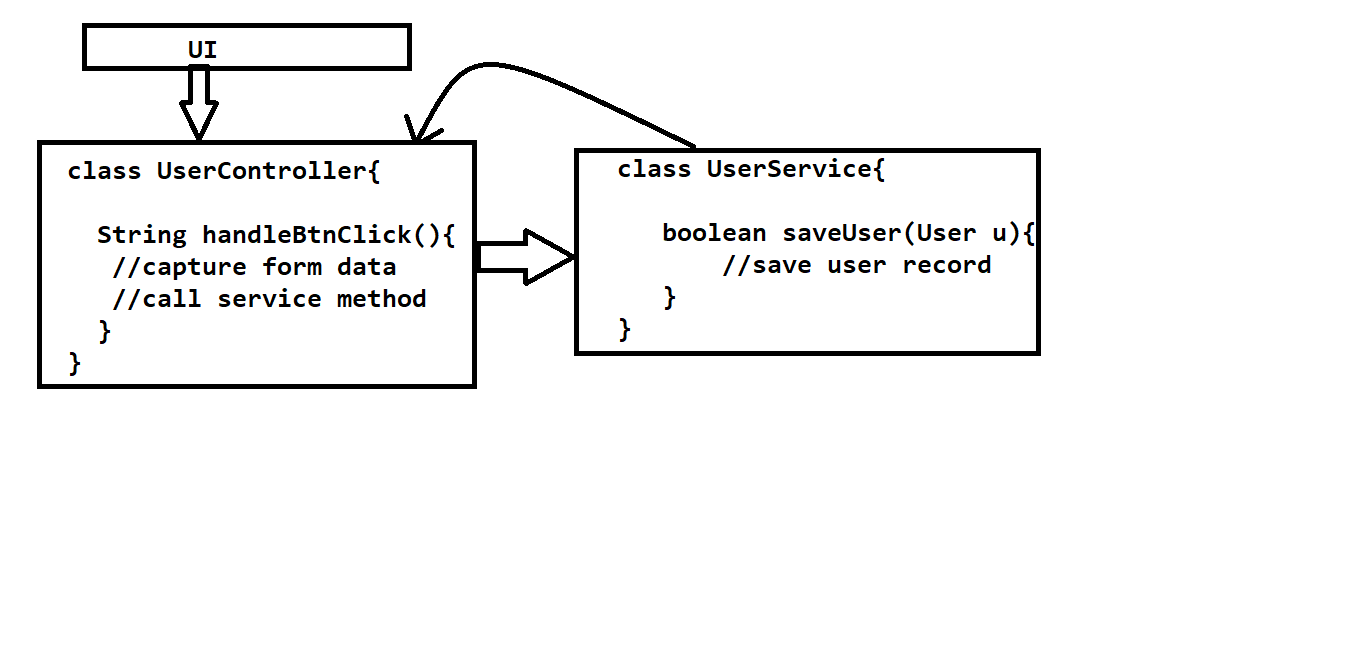 UI
class UserController{
String handleBtnClick(){
//capture form data
//call service method
}
}
class UserService{
boolean saveUser(User u){
//save user record
}
}